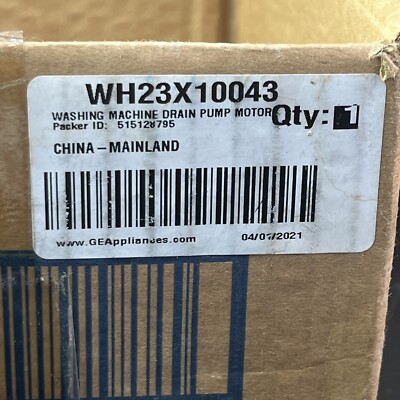 WH23X10043
WASHING MACHINE DRAIN PUMP MOTOR
Qty: 1
Packer ID: 515128795
CHINA - MAINLAND
www.GEAppliances.com 04/07/2021